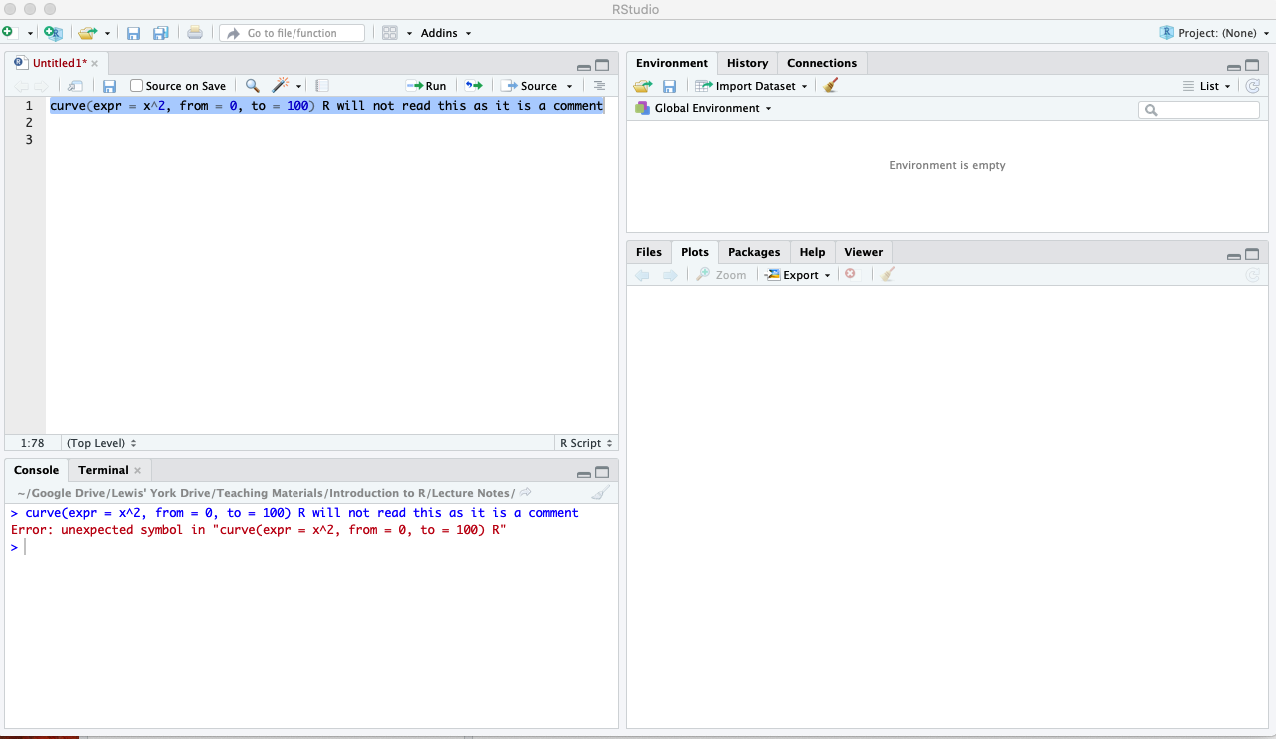 RStudio
Go to file/function
Addins
Project: (None)
Untitled1*
Source on Save
Run
Source
1 curve(expr = x^2, from = 0, to = 100) R will not read this as it is a comment
2
3
1:78 (Top Level) R Script
Console Terminal
~/Google Drive/Lewis' York Drive/Teaching Materials/Introduction to R/Lecture Notes/
> curve(expr = x^2, from = 0, to = 100) R will not read this as it is a comment
Error: unexpected symbol in "curve(expr = x^2, from = 0, to = 100) R"
>
Environment History Connections
Import Dataset List
Global Environment
Environment is empty
Files Plots Packages Help Viewer
Zoom Export